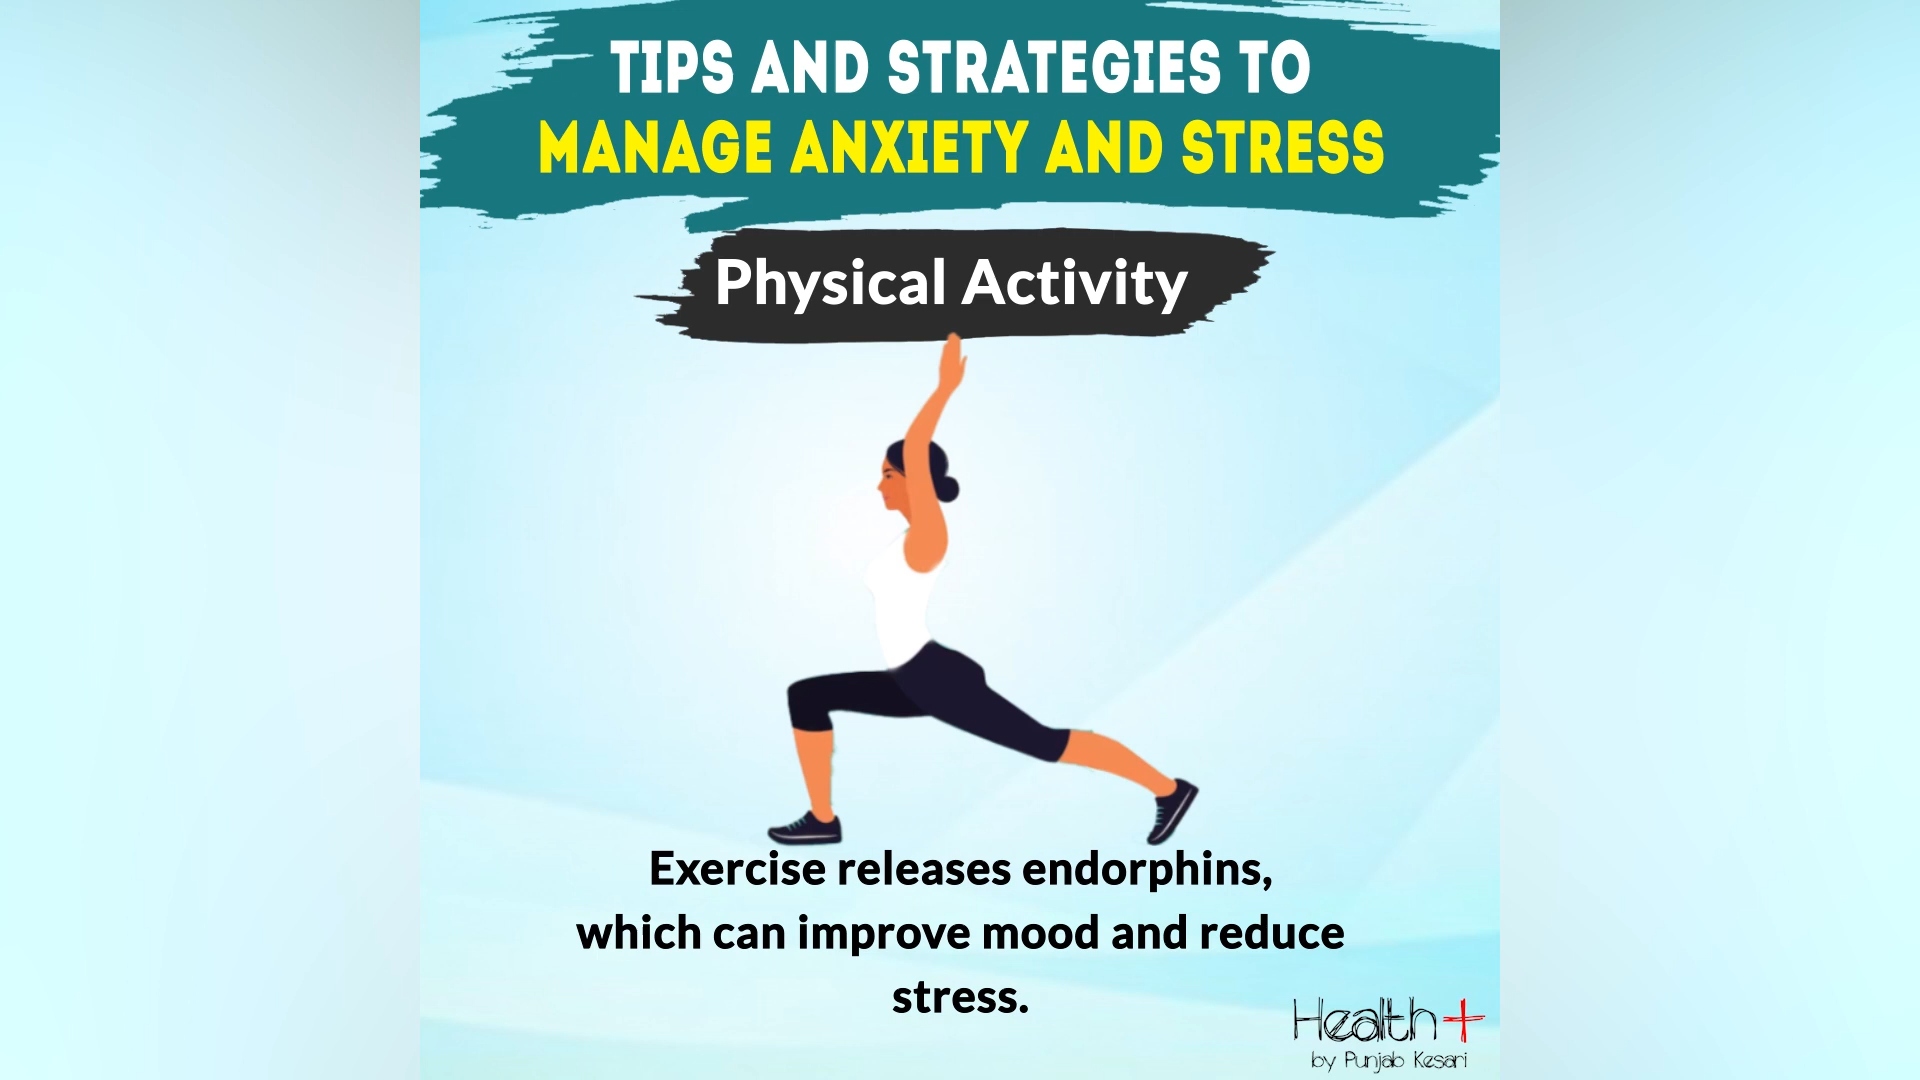 TIPS AND STRATEGIES TO
MANAGE ANXIETY AND STRESS
Physical Activity
Exercise releases endorphins,
which can improve mood and reduce
stress.
Health+
by Punjab Kesari